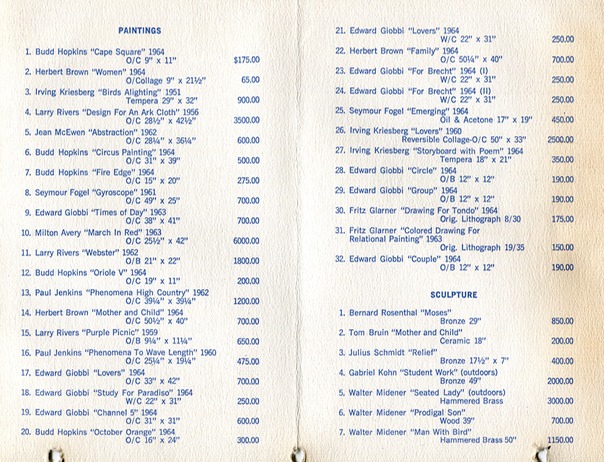 PAINTINGS
1. Budd Hopkins "Cape Square" 1964
O/C 9" x 11" $175.00
2. Herbert Brown "Women" 1964
O/Collage 9" x 21½" 65.00
3. Irving Kriesberg "Birds Alighting" 1951
Tempera 29" x 32" 900.00
4. Larry Rivers "Design For An Ark Cloth" 1956
O/C 28½" x 42½" 3500.00
5. Jean McEwen "Abstraction" 1962
O/C 28¼" x 36¼" 600.00
6. Budd Hopkins "Circus Painting" 1964
O/C 31" x 39" 500.00
7. Budd Hopkins "Fire Edge" 1964
O/C 15" x 20" 275.00
8. Seymour Fogel "Gyroscope" 1961
O/C 49" x 25" 700.00
9. Edward Giobbi "Times of Day" 1963
O/C 38" x 41" 700.00
10. Milton Avery "March In Red" 1963
O/C 25½" x 42" 6000.00
11. Larry Rivers "Webster" 1962
O/B 21" x 22" 1800.00
12. Budd Hopkins "Oriole V" 1964
O/C 19" x 11" 200.00
13. Paul Jenkins "Phenomena High Country" 1962
O/C 39¼" x 39¼" 1200.00
14. Herbert Brown "Mother and Child" 1964
O/C 50½" x 40" 700.00
15. Larry Rivers "Purple Picnic" 1959
O/B 9¼" x 11¼" 650.00
16. Paul Jenkins "Phenomena To Wave Length" 1960
O/C 25¼" x 19¼" 475.00
17. Edward Giobbi "Lovers" 1964
O/C 33" x 42" 700.00
18. Edward Giobbi "Study For Paradiso" 1964
W/C 22" x 31" 250.00
19. Edward Giobbi "Channel 5" 1964
O/C 31" x 31" 600.00
20. Budd Hopkins "October Orange" 1964
O/C 16" x 24" 300.00
21. Edward Giobbi "Lovers" 1964
W/C 22" x 31" 250.00
22. Herbert Brown "Family" 1964
O/C 50¼" x 40" 700.00
23. Edward Giobbi "For Brecht" 1964 (I)
W/C 22" x 31" 250.00
24. Edward Giobbi "For Brecht" 1964 (II)
W/C 22" x 31" 250.00
25. Seymour Fogel "Emerging" 1964
Oil & Acetone 17" x 19" 450.00
26. Irving Kriesberg "Lovers" 1960
Reversible Collage-O/C 50" x 33" 2500.00
27. Irving Kriesberg "Storyboard with Poem" 1964
Tempera 18" x 21" 350.00
28. Edward Giobbi "Circle" 1964
O/B 12" x 12" 190.00
29. Edward Giobbi "Group" 1964
O/B 12" x 12" 190.00
30. Fritz Glarner "Drawing For Tondo" 1964
Orig. Lithograph 8/30 175.00
31. Fritz Glarner "Colored Drawing For
Relational Painting" 1963
Orig. Lithograph 19/35 150.00
32. Edward Giobbi "Couple" 1964
O/B 12" x 12" 190.00
SCULPTURE
1. Bernard Rosenthal "Moses"
Bronze 29" 850.00
2. Tom Bruin "Mother and Child"
Ceramic 18" 200.00
3. Julius Schmidt "Relief"
Bronze 17½" x 7" 400.00
4. Gabriel Kohn "Student Work" (outdoors)
Bronze 49" 2000.00
5. Walter Midener "Seated Lady" (outdoors)
Hammered Brass 3000.00
6. Walter Midener "Prodigal Son"
Wood 39" 700.00
7. Walter Midener "Man With Bird"
Hammered Brass 50" 1150.00